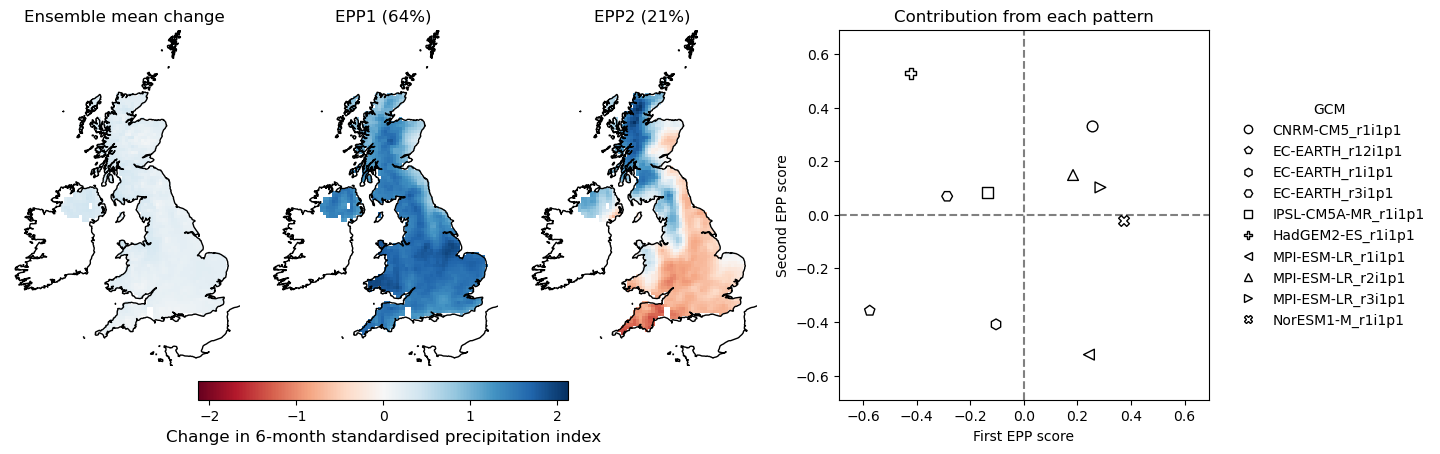 Ensemble mean change
EPP1 (64%)
EPP2 (21%)
−2 −1 0 1 2
Change in 6-month standardised precipitation index
Contribution from each pattern
Second EPP score
0.6
0.4
0.2
0.0
−0.2
−0.4
−0.6
−0.6 −0.4 −0.2 0.0 0.2 0.4 0.6
First EPP score
GCM
CNRM-CM5_r1i1p1
EC-EARTH_r12i1p1
EC-EARTH_r1i1p1
EC-EARTH_r3i1p1
IPSL-CM5A-MR_r1i1p1
HadGEM2-ES_r1i1p1
MPI-ESM-LR_r1i1p1
MPI-ESM-LR_r2i1p1
MPI-ESM-LR_r3i1p1
NorESM1-M_r1i1p1